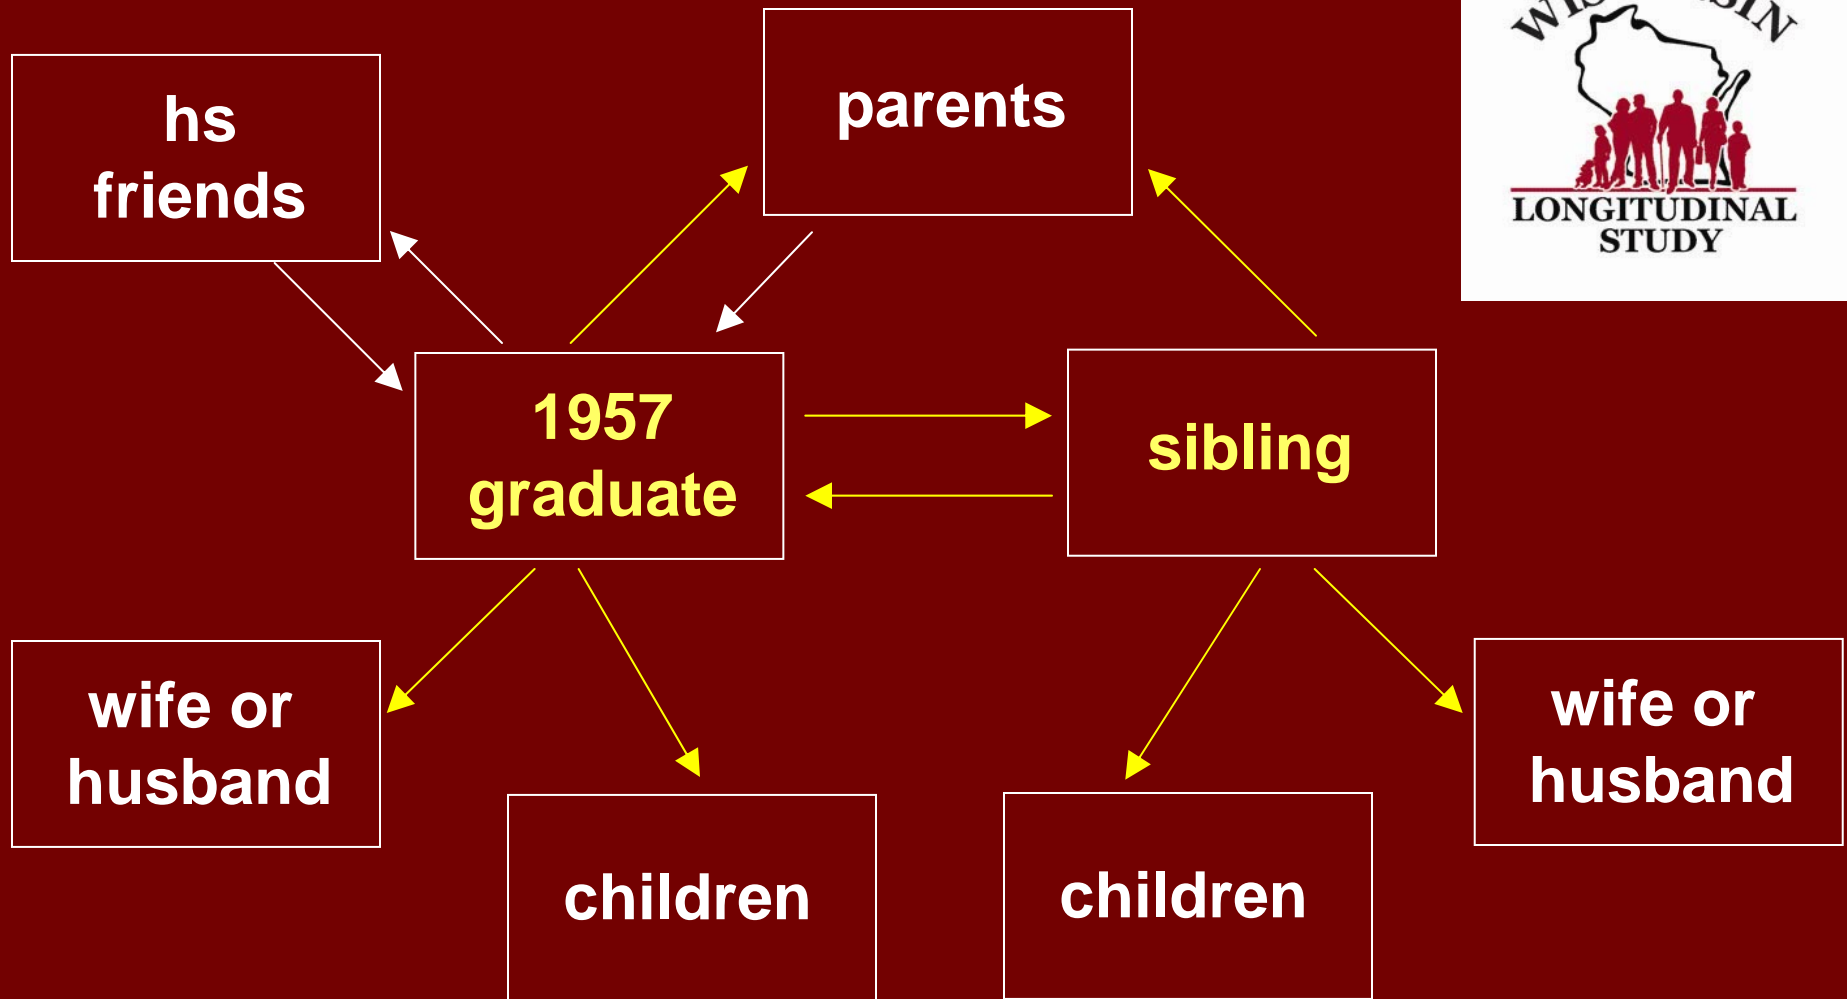 parents
hs
friends
LONGITUDINAL
STUDY
1957
graduate
sibling
wife or
husband
wife or
husband
children
children